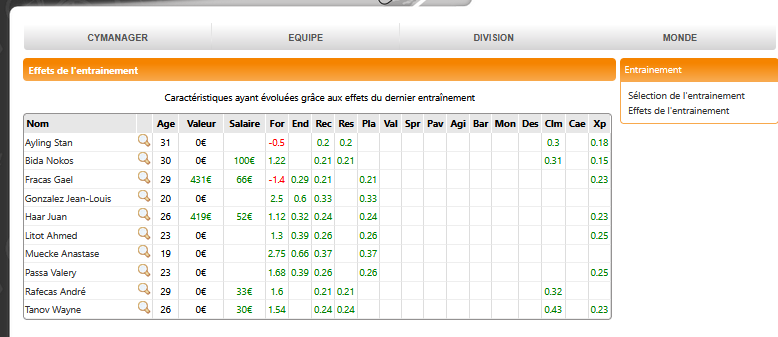 CYMANAGER EQUIPE DIVISION MONDE
Effets de l'entrainement
Entrainement
Sélection de l'entrainement
Effets de l'entrainement
Caractéristiques ayant évoluées grâce aux effets du dernier entraînement
Nom Age Valeur Salaire For End Rec Res Pla Val Spr Pav Agi Bar Mon Des Clm Cae Xp
Ayling Stan 31 0€ -0.5 0.2 0.2 0.3 0.18
Bida Nokos 30 0€ 100€ 1.22 0.21 0.21 0.31 0.15
Fracas Gael 29 431€ 66€ -1.4 0.29 0.21 0.21 0.23
Gonzalez Jean-Louis 20 0€ 2.5 0.6 0.33 0.33
Haar Juan 26 419€ 52€ 1.12 0.32 0.24 0.24 0.23
Litot Ahmed 23 0€ 1.3 0.39 0.26 0.26 0.25
Muecke Anastase 19 0€ 2.75 0.66 0.37 0.37
Passa Valery 23 0€ 1.68 0.39 0.26 0.26 0.25
Rafecas André 29 0€ 33€ 1.6 0.21 0.21 0.32
Tanov Wayne 26 0€ 30€ 1.54 0.24 0.24 0.43 0.23